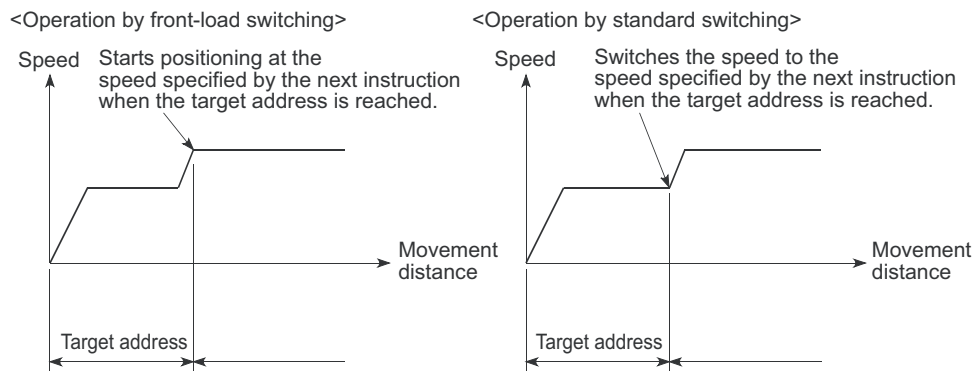 <Operation by front-load switching>
Speed
Starts positioning at the
speed specified by the next instruction
when the target address is reached.
Movement
distance
Target address
<Operation by standard switching>
Speed
Switches the speed to the
speed specified by the next instruction
when the target address is reached.
Movement
distance
Target address